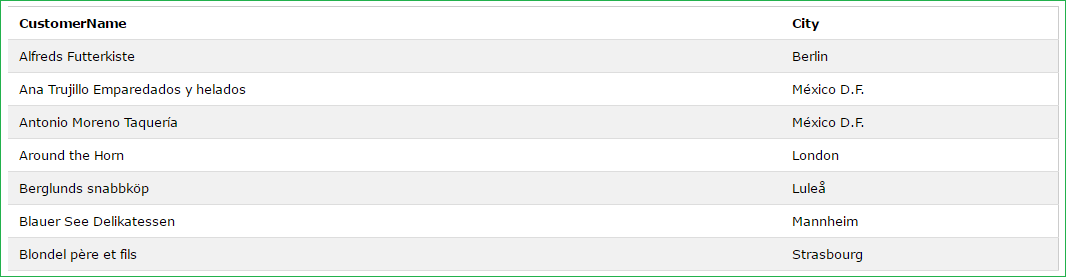 CustomerName City
Alfreds Futterkiste Berlin
Ana Trujillo Emparedados y helados México D.F.
Antonio Moreno Taquería México D.F.
Around the Horn London
Berglunds snabbköp Luleå
Blauer See Delikatessen Mannheim
Blondel père et fils Strasbourg